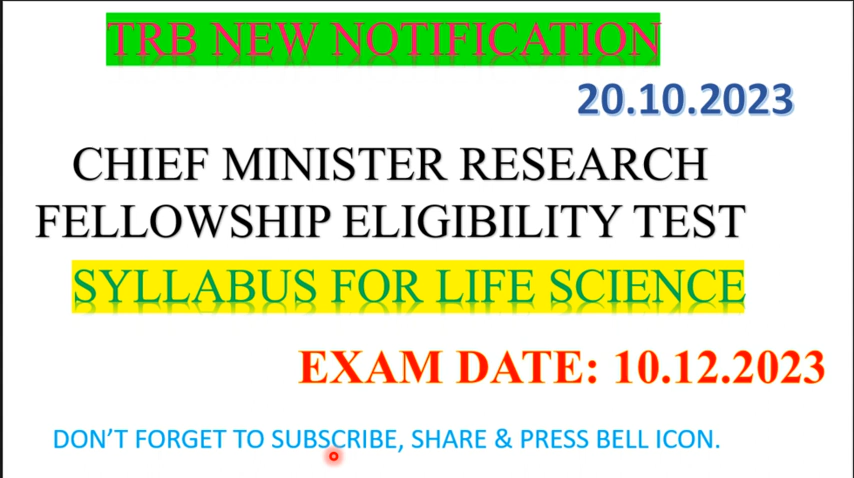 TRB NEW NOTIFICATION
20.10.2023
CHIEF MINISTER RESEARCH
FELLOWSHIP ELIGIBILITY TEST
SYLLABUS FOR LIFE SCIENCE
EXAM DATE: 10.12.2023
DON'T FORGET TO SUBSCRIBE, SHARE & PRESS BELL ICON.